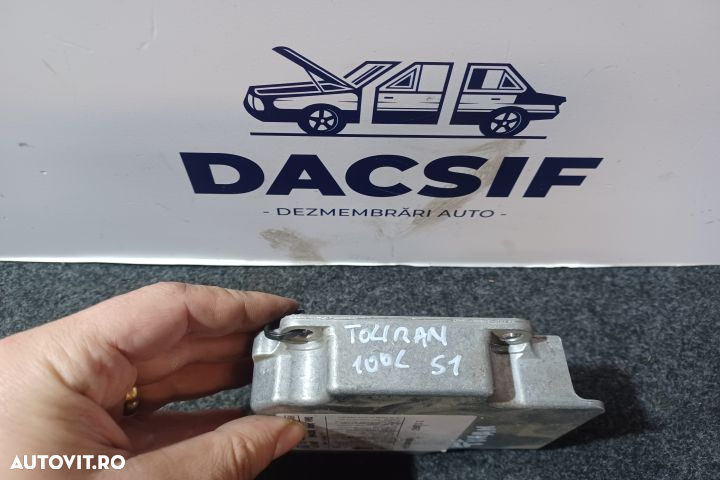 DACSIF
- DEZMEMBRĂRI AUTO -
TOURAN
100L S1
AUTOVIT.RO